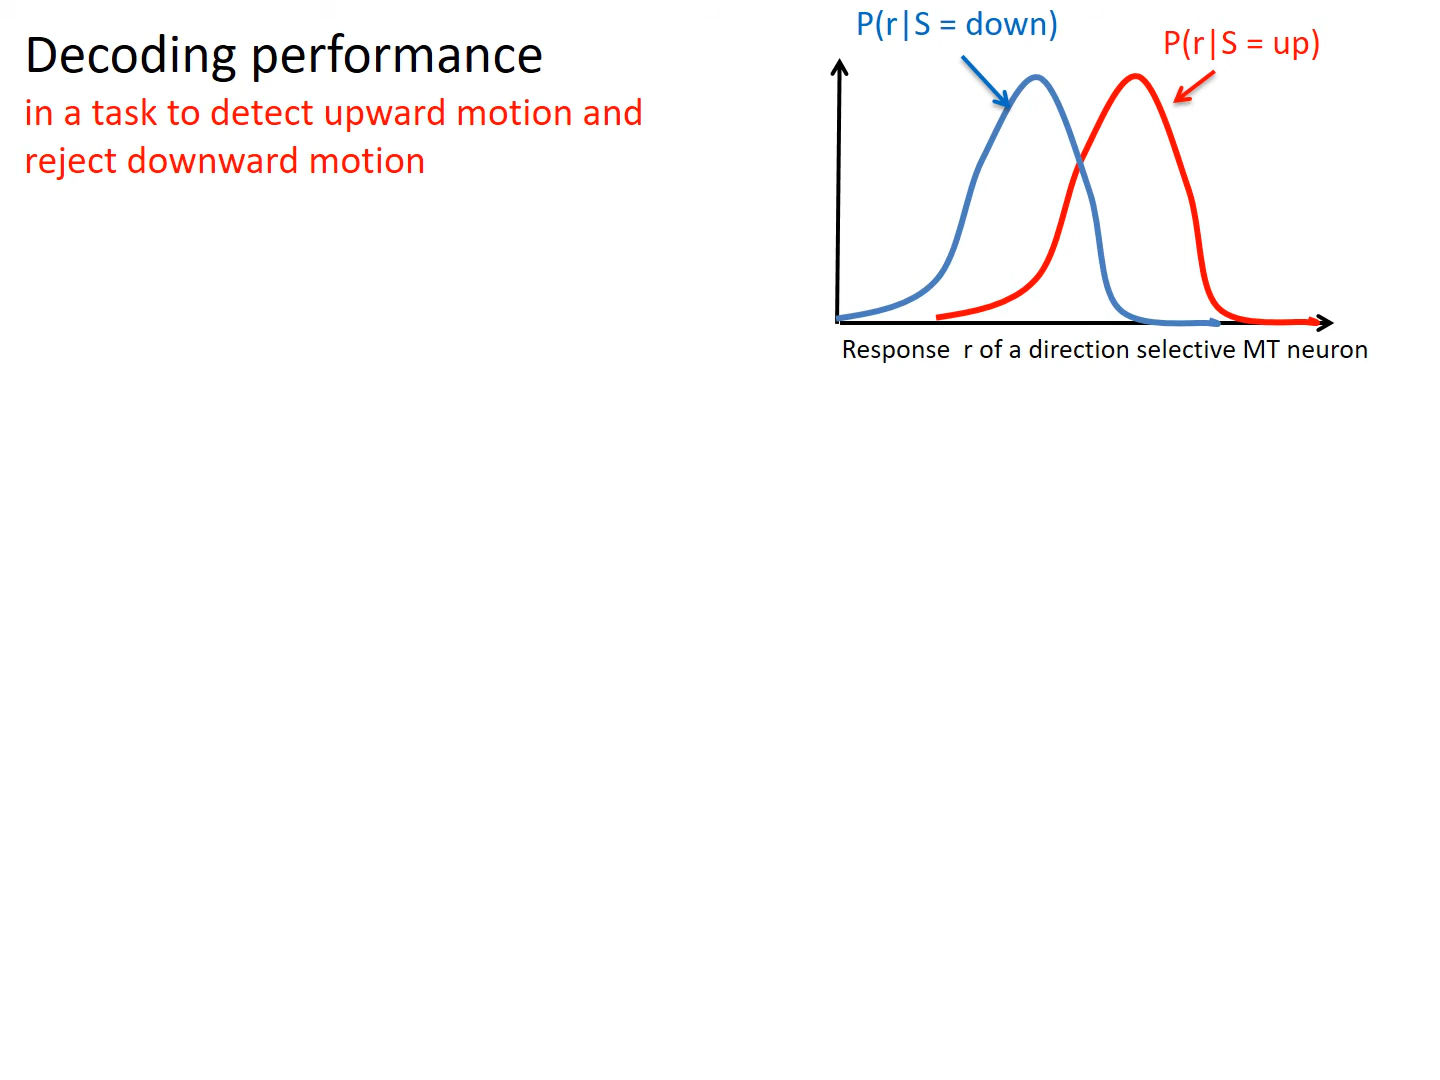 Decoding performance
in a task to detect upward motion and
reject downward motion
P(r|S = down)
P(r|S = up)
Response  r of a direction selective MT neuron